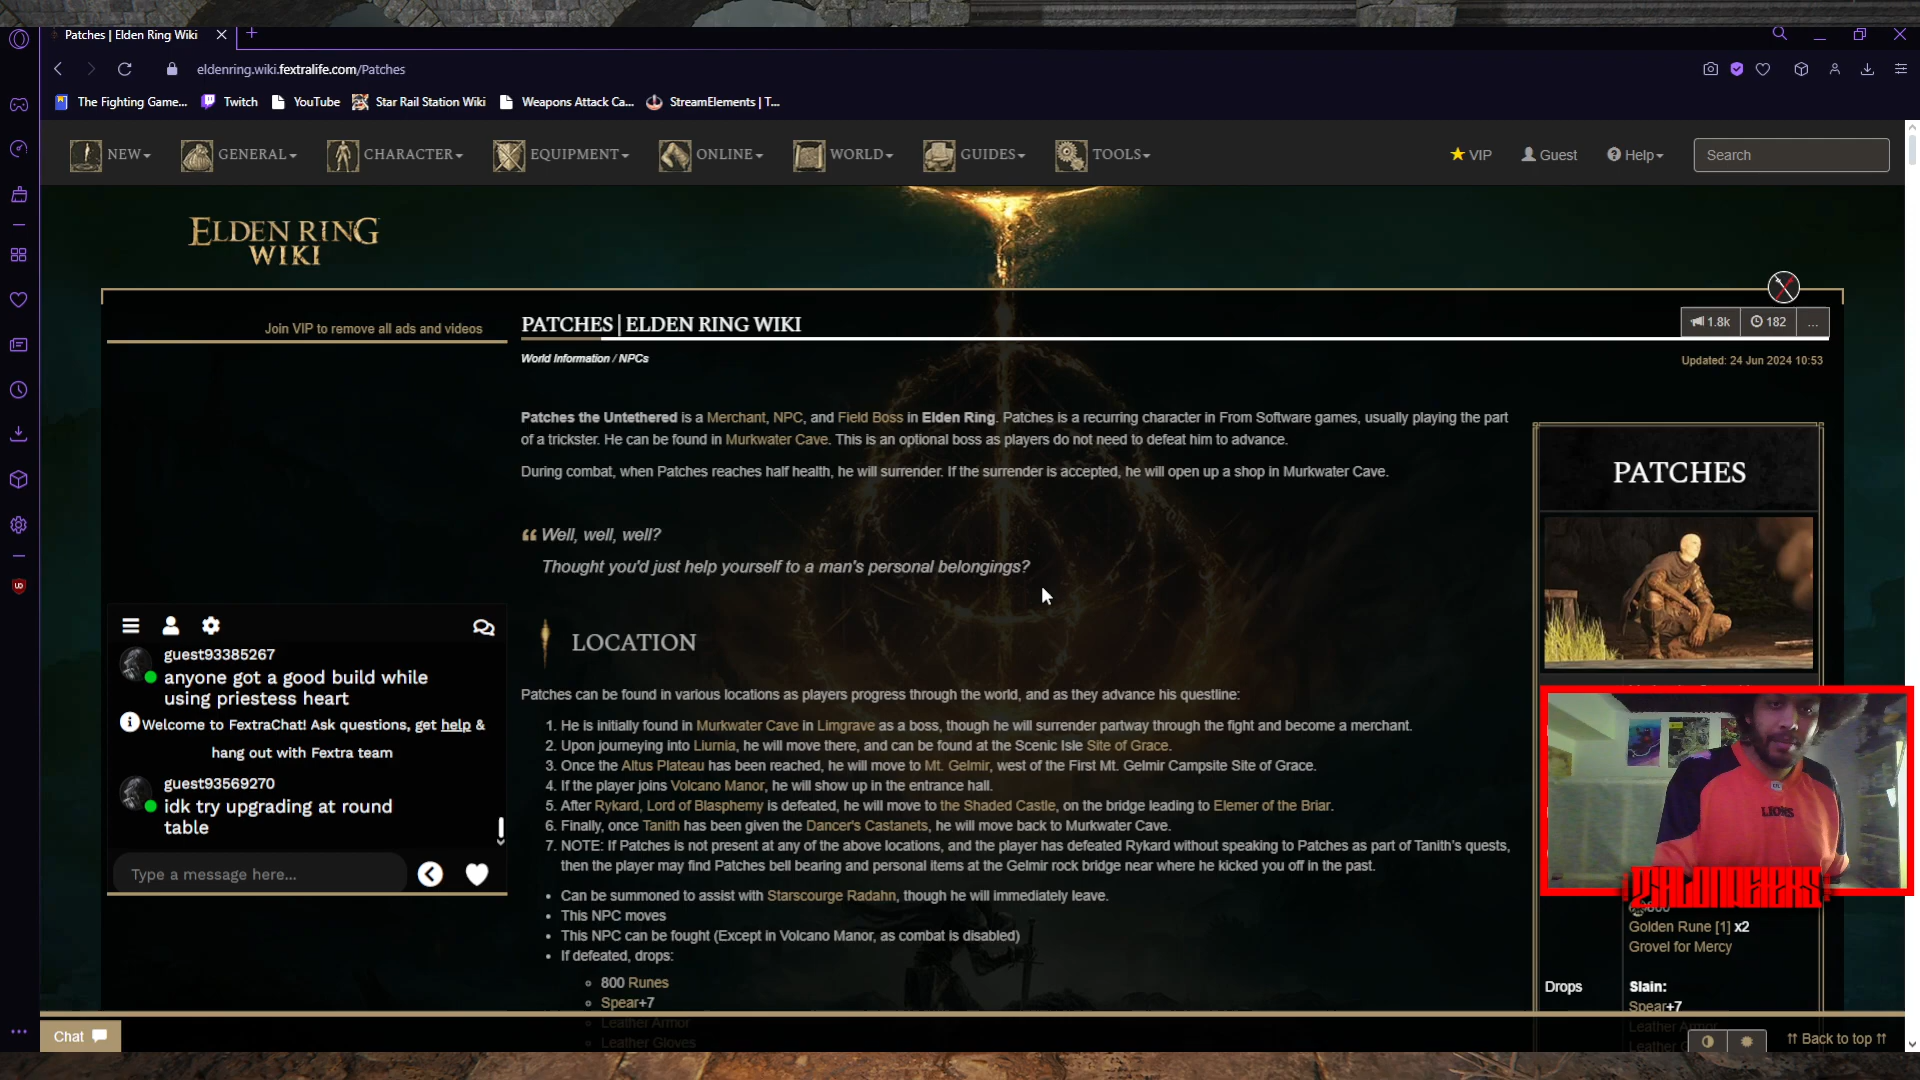 Patches | Elden Ring Wiki
eldenring.wiki.fextralife.com/Patches
The Fighting Game... Twitch YouTube Star Rail Station Wiki Weapons Attack Ca... StreamElements | T...
NEW GENERAL CHARACTER EQUIPMENT ONLINE WORLD GUIDES TOOLS VIP Guest Help Search
ELDEN RING
WIKI
Join VIP to remove all ads and videos
PATCHES | ELDEN RING WIKI
1.8k 182 ...
World Information / NPCs
Updated: 24 Jun 2024 10:53
Patches the Untethered is a Merchant, NPC, and Field Boss in Elden Ring. Patches is a recurring character in From Software games, usually playing the part
of a trickster. He can be found in Murkwater Cave. This is an optional boss as players do not need to defeat him to advance.
During combat, when Patches reaches half health, he will surrender. If the surrender is accepted, he will open up a shop in Murkwater Cave.
Well, well, well?
Thought you'd just help yourself to a man's personal belongings?
LOCATION
Patches can be found in various locations as players progress through the world, and as they advance his questline:
1. He is initially found in Murkwater Cave in Limgrave as a boss, though he will surrender partway through the fight and become a merchant.
2. Upon journeying into Liurnia, he will move there, and can be found at the Scenic Isle Site of Grace.
3. Once the Altus Plateau has been reached, he will move to Mt. Gelmir, west of the First Mt. Gelmir Campsite Site of Grace.
4. If the player joins Volcano Manor, he will show up in the entrance hall.
5. After Rykard, Lord of Blasphemy is defeated, he will move to the Shaded Castle, on the bridge leading to Elemer of the Briar.
6. Finally, once Tanith has been given the Dancer's Castanets, he will move back to Murkwater Cave.
7. NOTE: If Patches is not present at any of the above locations, and the player has defeated Rykard without speaking to Patches as part of Tanith's quests,
then the player may find Patches bell bearing and personal items at the Gelmir rock bridge near where he kicked you off in the past.
• Can be summoned to assist with Starscourge Radahn, though he will immediately leave.
• This NPC moves
• This NPC can be fought (Except in Volcano Manor, as combat is disabled)
• If defeated, drops:
800 Runes
Spear+7
Leather Armor
Leather Gloves
guest93385267
anyone got a good build while
using priestess heart
Welcome to FextraChat! Ask questions, get help &
hang out with Fextra team
guest93569270
idk try upgrading at round
table
Type a message here...
PATCHES
LIONS
Golden Rune [1] x2
Grovel for Mercy
Drops Slain:
Spear+7
Leather Armor
Chat
Back to top